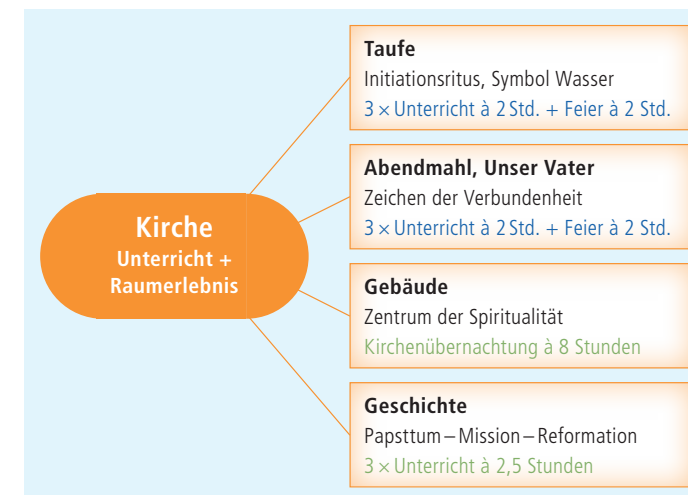 Kirche
Unterricht +
Raumerlebnis
Taufe
Initiationsritus, Symbol Wasser
3 × Unterricht à 2 Std. + Feier à 2 Std.
Abendmahl, Unser Vater
Zeichen der Verbundenheit
3 × Unterricht à 2 Std. + Feier à 2 Std.
Gebäude
Zentrum der Spiritualität
Kirchenübernachtung à 8 Stunden
Geschichte
Papsttum – Mission – Reformation
3 × Unterricht à 2,5 Stunden